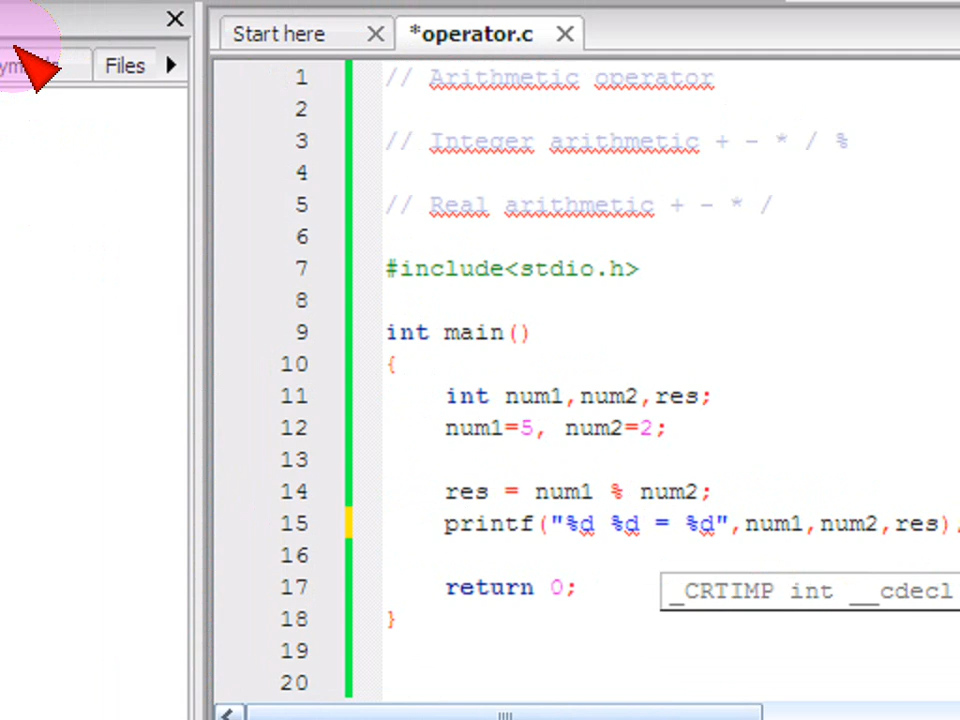 Start here
*operator.c
Files
1 // Arithmetic operator
2
3 // Integer arithmetic + - * / %
4
5 // Real arithmetic + - * /
6
7 #include<stdio.h>
8
9 int main()
10 {
11 int num1,num2,res;
12 num1=5, num2=2;
13
14 res = num1 % num2;
15 printf("%d %d = %d",num1,num2,res)
16
17 return 0;
_CRTIMP int __cdecl
18 }
19
20